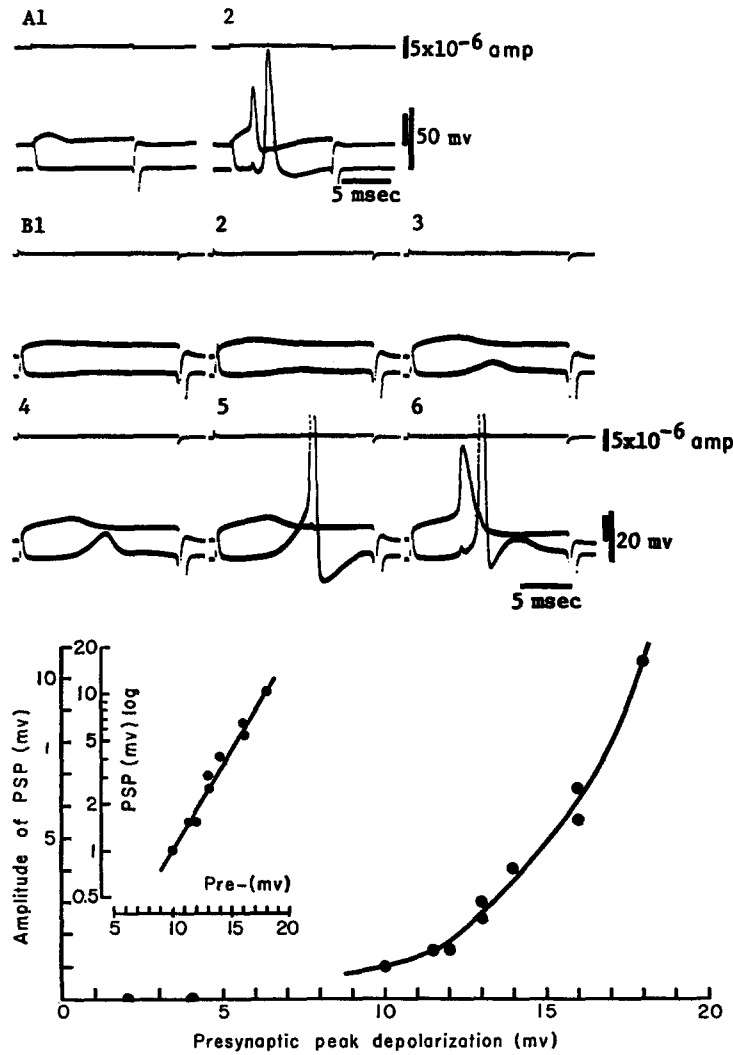 A1 2 5x10-6 amp
50 mv
5 msec
B1 2 3
4 5 6 5x10-6 amp
20 mv
5 msec
Amplitude of PSP (mv)
10
5
PSP (mv) log
20
10
5
2
1
0.5
Pre-(mv)
5 10 15 20
0 5 10 15 20
Presynaptic peak depolarization (mv)